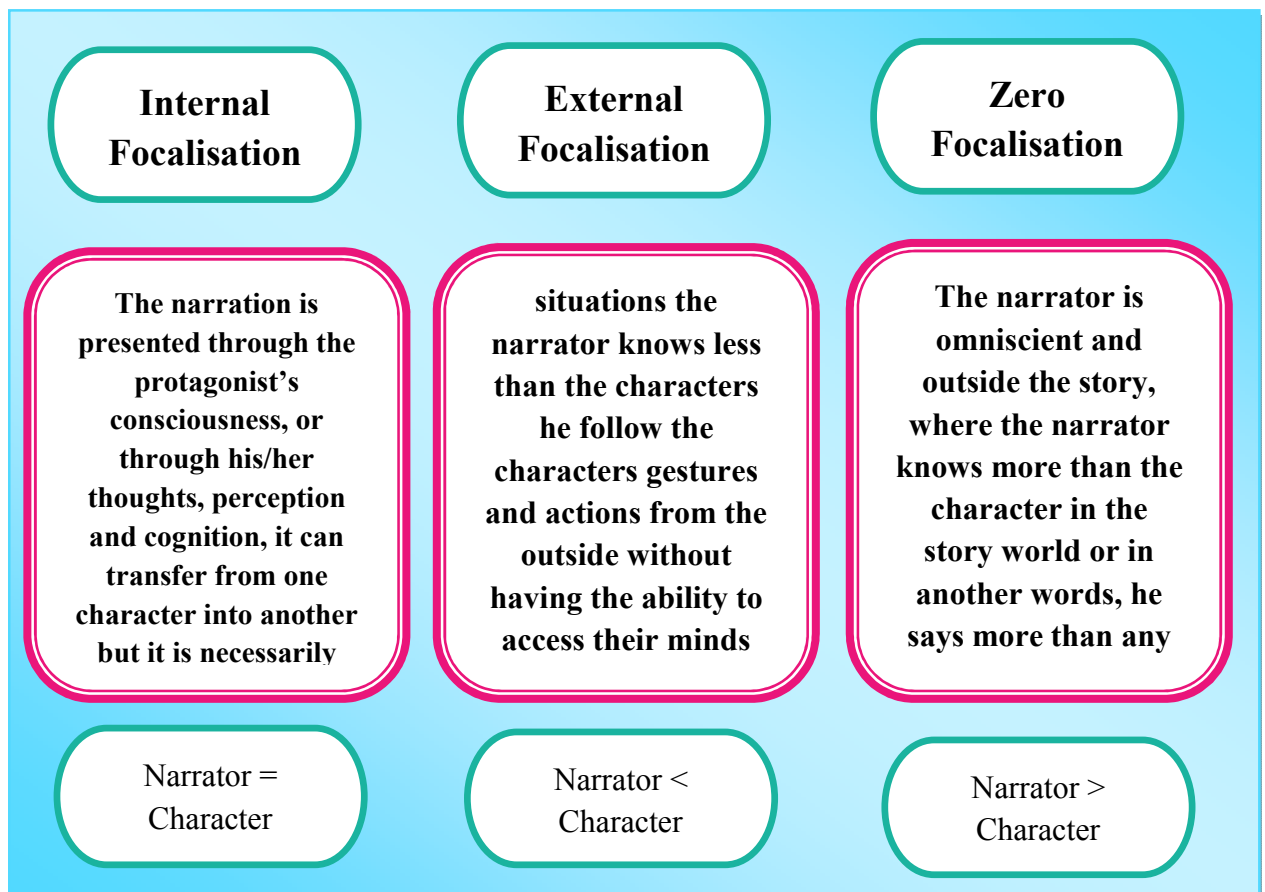 Internal
Focalisation
External
Focalisation
Zero
Focalisation
The narration is
presented through the
protagonist’s
consciousness, or
through his/her
thoughts, perception
and cognition, it can
transfer from one
character into another
but it is necessarily
situations the
narrator knows less
than the characters
he follow the
characters gestures
and actions from the
outside without
having the ability to
access their minds
The narrator is
omniscient and
outside the story,
where the narrator
knows more than the
character in the
story world or in
another words, he
says more than any
Narrator =
Character
Narrator <
Character
Narrator >
Character